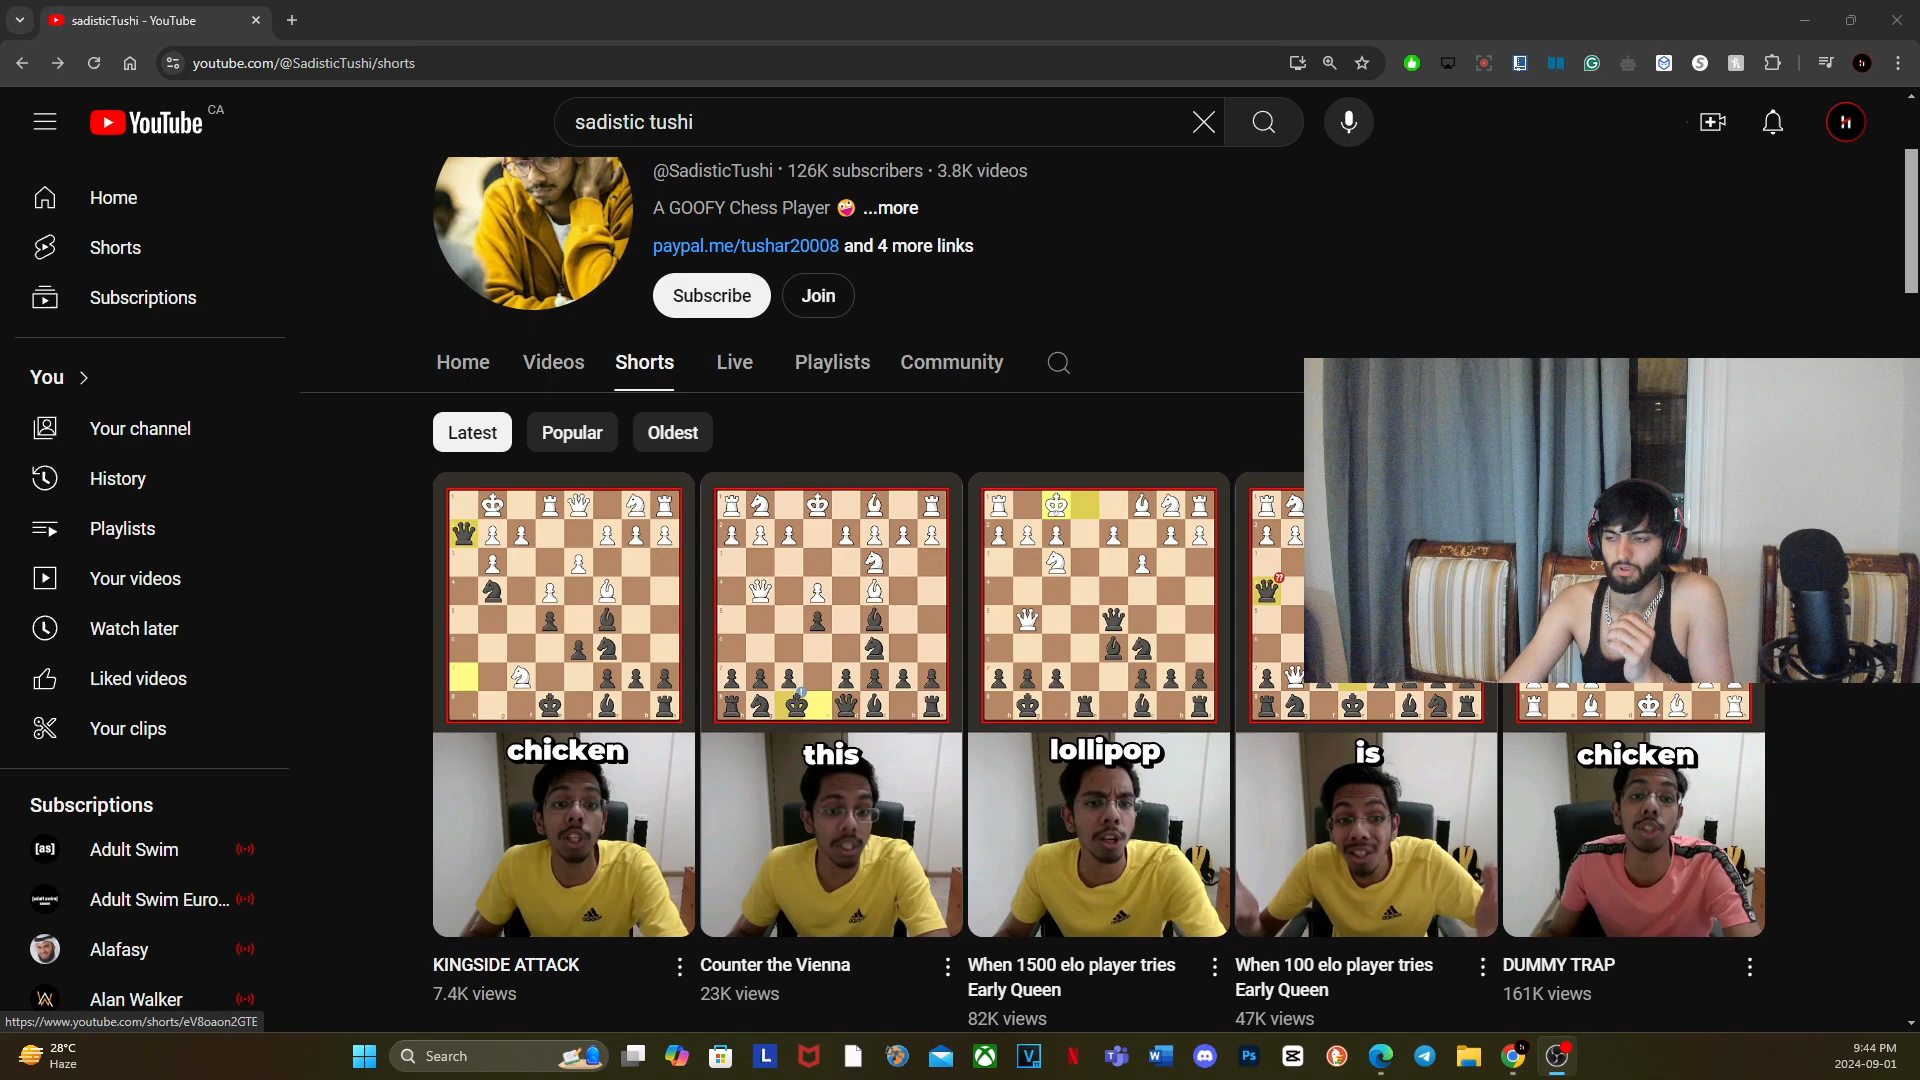 sadisticTushi - YouTube
youtube.com/@SadisticTushi/shorts
YouTube CA
sadistic tushi
@SadisticTushi · 126K subscribers · 3.8K videos
A GOOFY Chess Player 🤪 ...more
paypal.me/tushar20008 and 4 more links
Subscribe
Join
Home
Shorts
Subscriptions
You
Your channel
History
Playlists
Your videos
Watch later
Liked videos
Your clips
Subscriptions
Adult Swim
Adult Swim Euro...
Alafasy
Alan Walker
https://www.youtube.com/shorts/eV8oaon2GTE
Home Videos Shorts Live Playlists Community
Latest Popular Oldest
chicken
this
lollipop
is
chicken
KINGSIDE ATTACK
7.4K views
Counter the Vienna
23K views
When 1500 elo player tries
Early Queen
82K views
When 100 elo player tries
Early Queen
47K views
DUMMY TRAP
161K views
28°C
Haze
Search
9:44 PM
2024-09-01